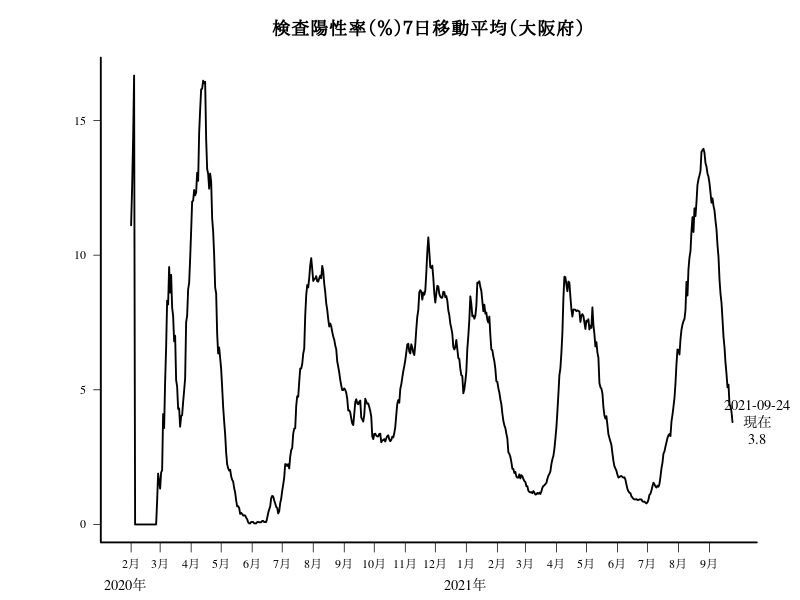 検査陽性率(%)7日移動平均(大阪府)
15
10
5
0
2021-09-24
現在
3.8
2月 3月 4月 5月 6月 7月 8月 9月 10月 11月 12月 1月 2月 3月 4月 5月 6月 7月 8月 9月
2020年 2021年